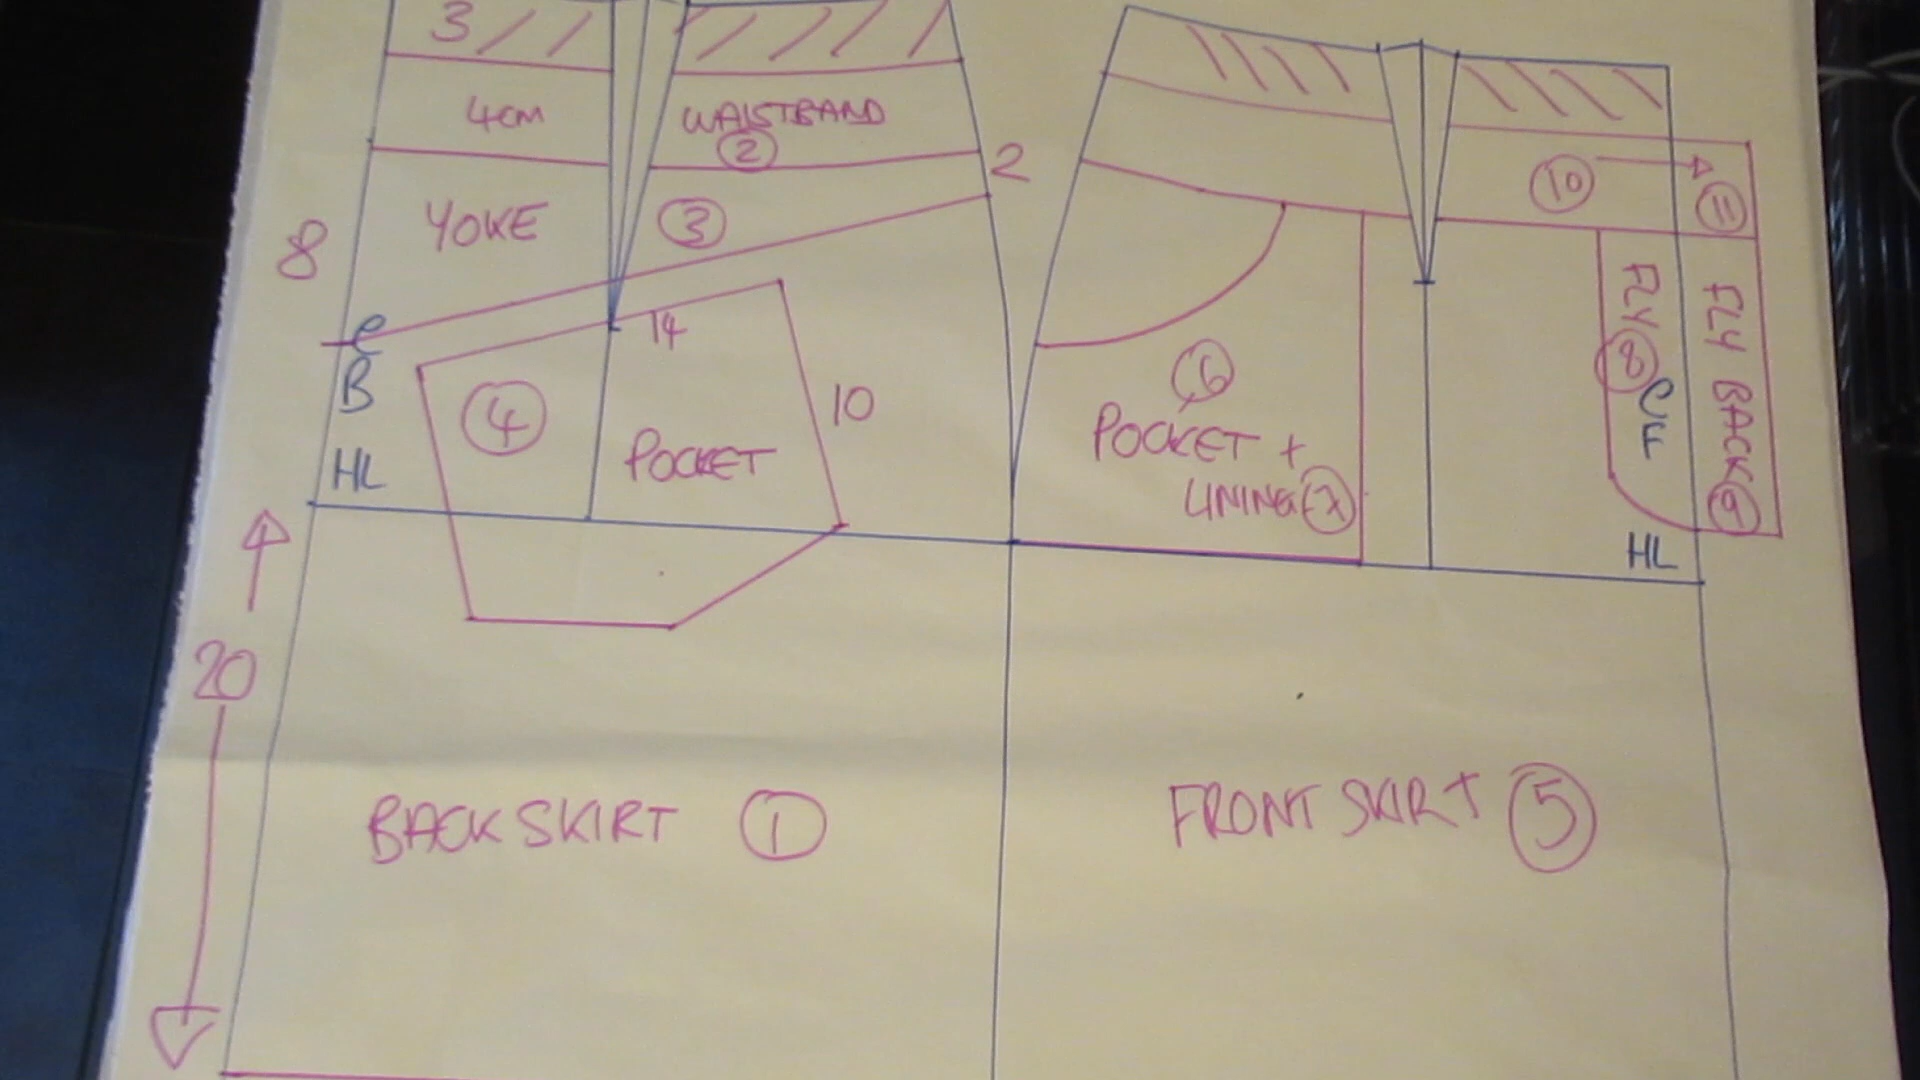 3
4CM
WAISTBAND
2
2
YOKE
3
8
CB
14
4
10
POCKET
HL
20
BACK SKIRT 1
10
11
FLY
8
FLY BACK
9
CF
6
POCKET +
LINING 7
HL
FRONT SKIRT 5